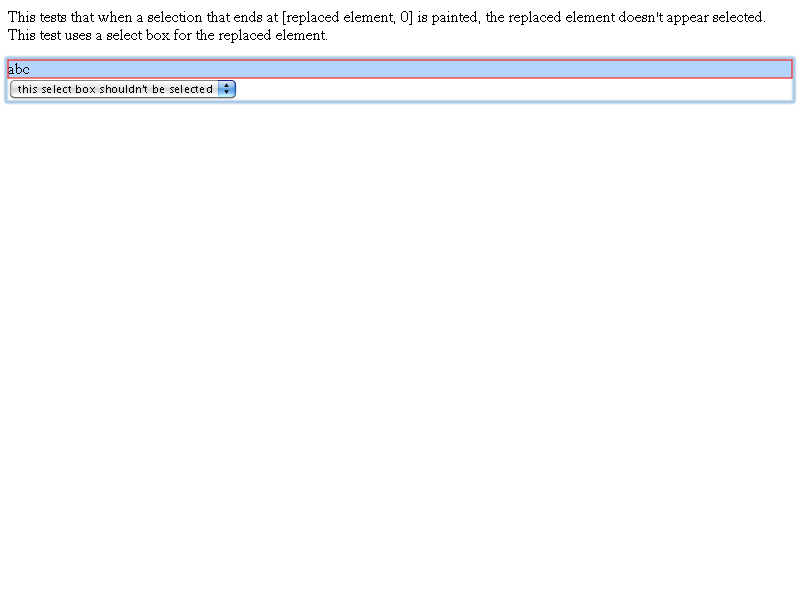 This tests that when a selection that ends at [replaced element, 0] is painted, the replaced element doesn't appear selected.
This test uses a select box for the replaced element.
abc
this select box shouldn't be selected